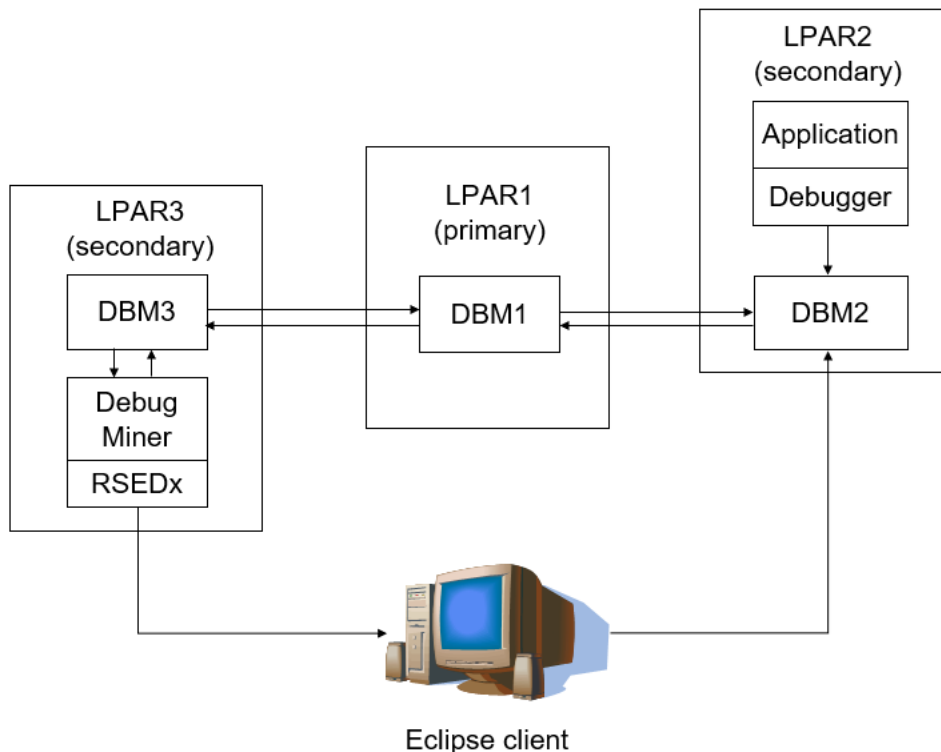 LPAR3
(secondary)
DBM3
Debug
Miner
RSEDx
LPAR1
(primary)
DBM1
LPAR2
(secondary)
Application
Debugger
DBM2
Eclipse client